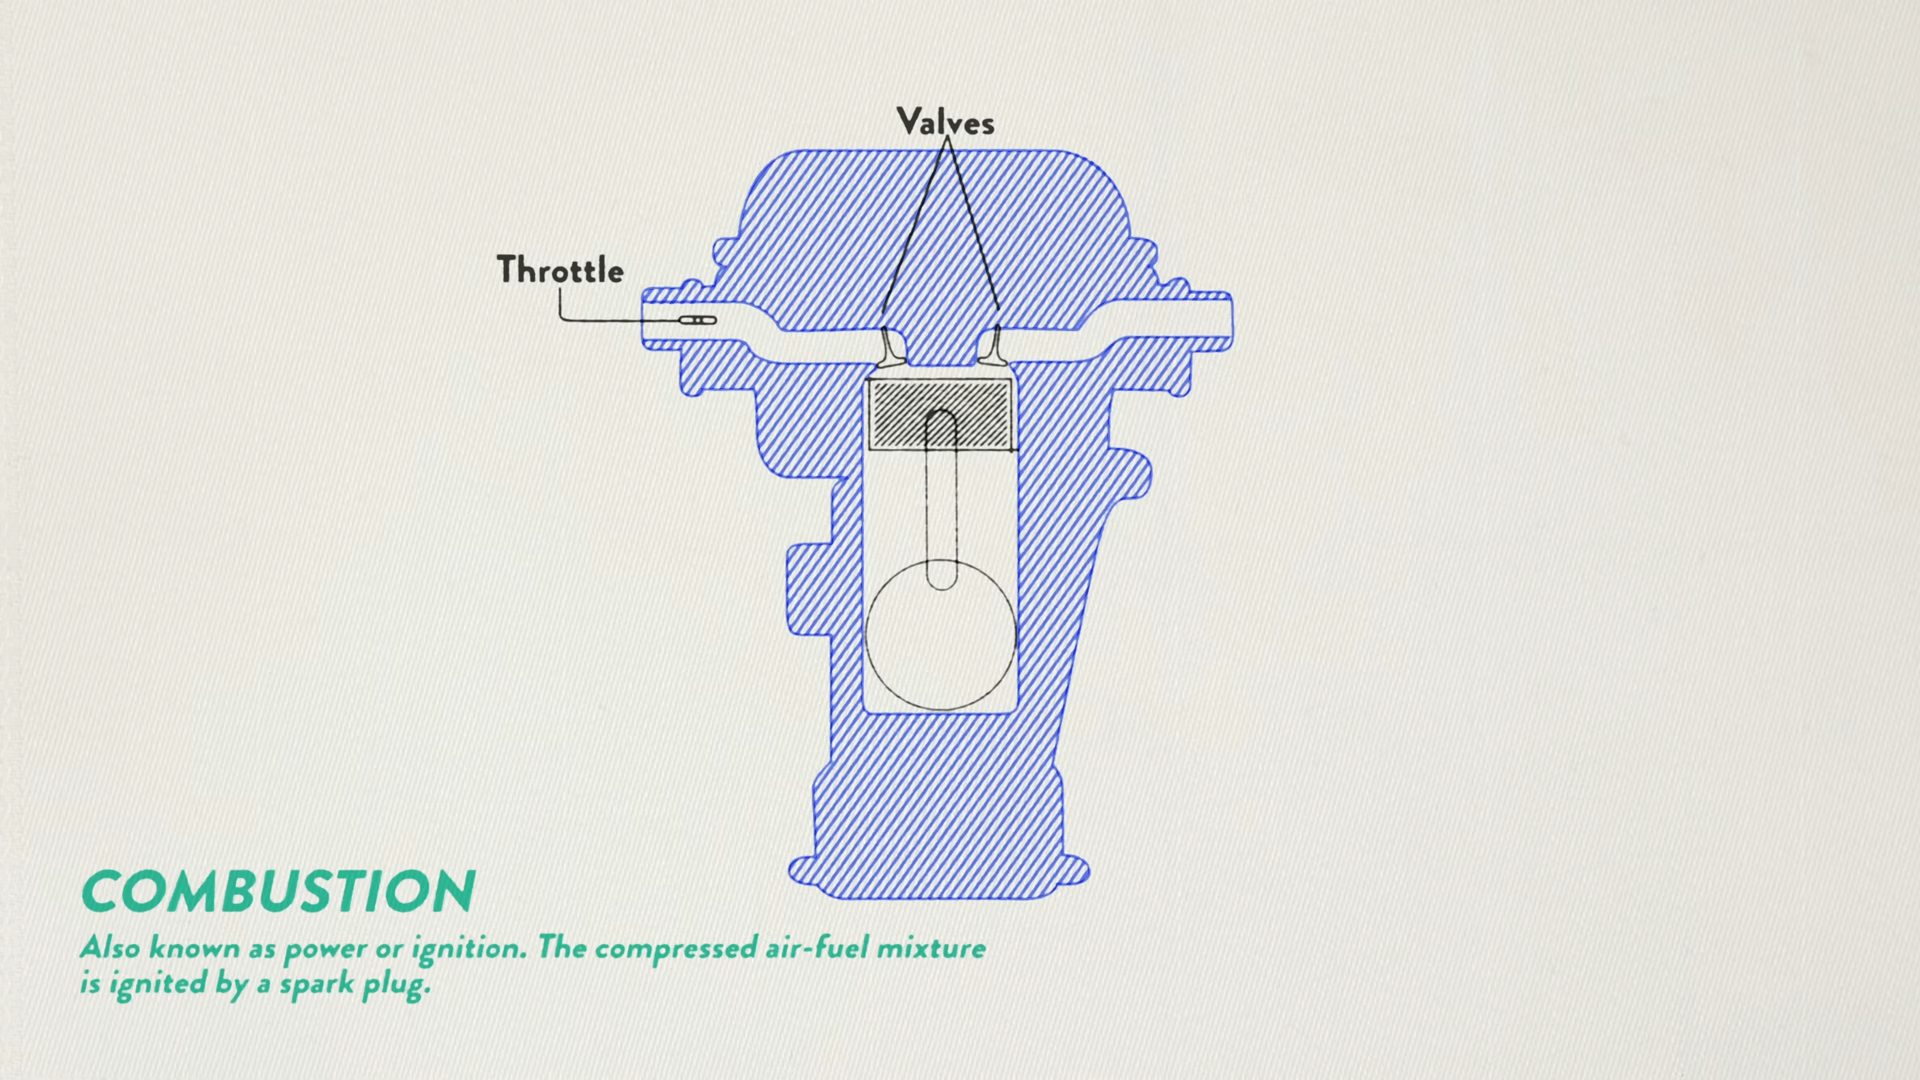 Valves
Throttle
COMBUSTION
Also known as power or ignition. The compressed air-fuel mixture
is ignited by a spark plug.